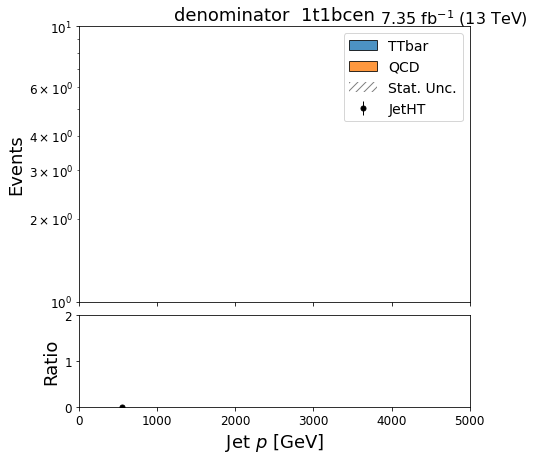 denominator 1t1bcen 7.35 fb⁻¹ (13 TeV)
TTbar
QCD
Stat. Unc.
JetHT
Events
10¹
6 × 10⁰
4 × 10⁰
3 × 10⁰
2 × 10⁰
10⁰
Ratio
2
1
0
0 1000 2000 3000 4000 5000
Jet p [GeV]